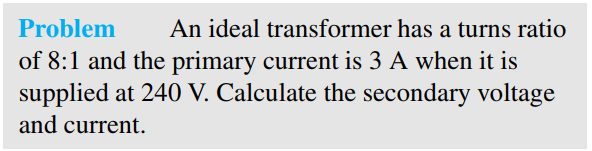 Problem An ideal transformer has a turns ratio
of 8:1 and the primary current is 3 A when it is
supplied at 240 V. Calculate the secondary voltage
and current.